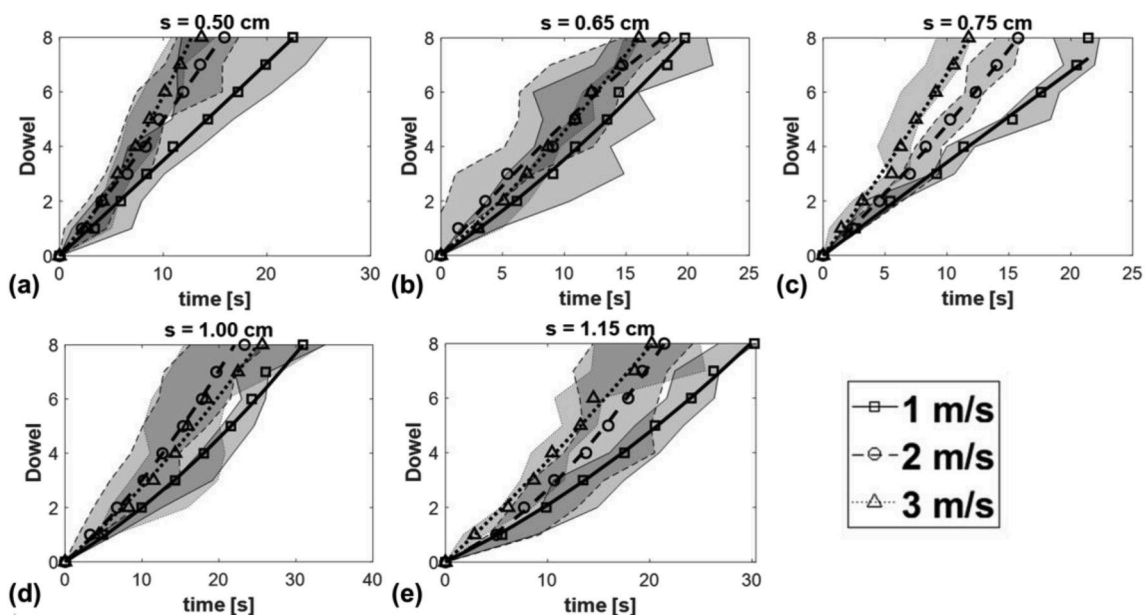 s = 0.50 cm
s = 0.65 cm
s = 0.75 cm
8
6
4
2
0
Dowel
0
10
20
30
time [s]
(a)
8
6
4
2
0
Dowel
0
5
10
15
20
25
time [s]
(b)
8
6
4
2
0
Dowel
0
5
10
15
20
25
time [s]
(c)
s = 1.00 cm
s = 1.15 cm
8
6
4
2
0
Dowel
0
10
20
30
40
time [s]
(d)
8
6
4
2
0
Dowel
0
10
20
30
time [s]
(e)
1 m/s
2 m/s
3 m/s